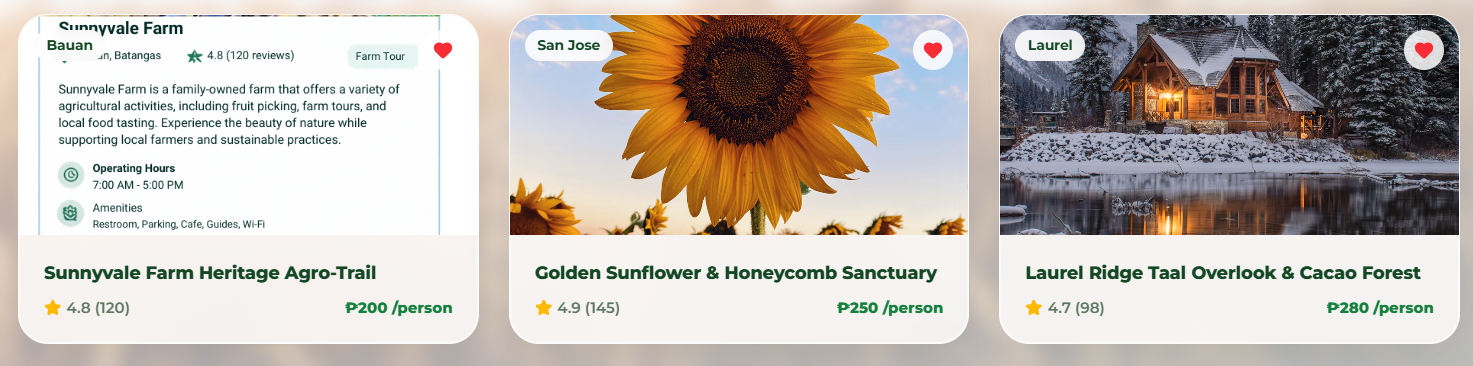 Sunnyvale Farm
Bauan
an, Batangas
4.8 (120 reviews)
Farm Tour
Sunnyvale Farm is a family-owned farm that offers a variety of
agricultural activities, including fruit picking, farm tours, and
local food tasting. Experience the beauty of nature while
supporting local farmers and sustainable practices.
Operating Hours
7:00 AM - 5:00 PM
Amenities
Restroom, Parking, Cafe, Guides, Wi-Fi
Sunnyvale Farm Heritage Agro-Trail
4.8 (120)
₱200 /person
San Jose
Golden Sunflower & Honeycomb Sanctuary
4.9 (145)
₱250 /person
Laurel
Laurel Ridge Taal Overlook & Cacao Forest
4.7 (98)
₱280 /person